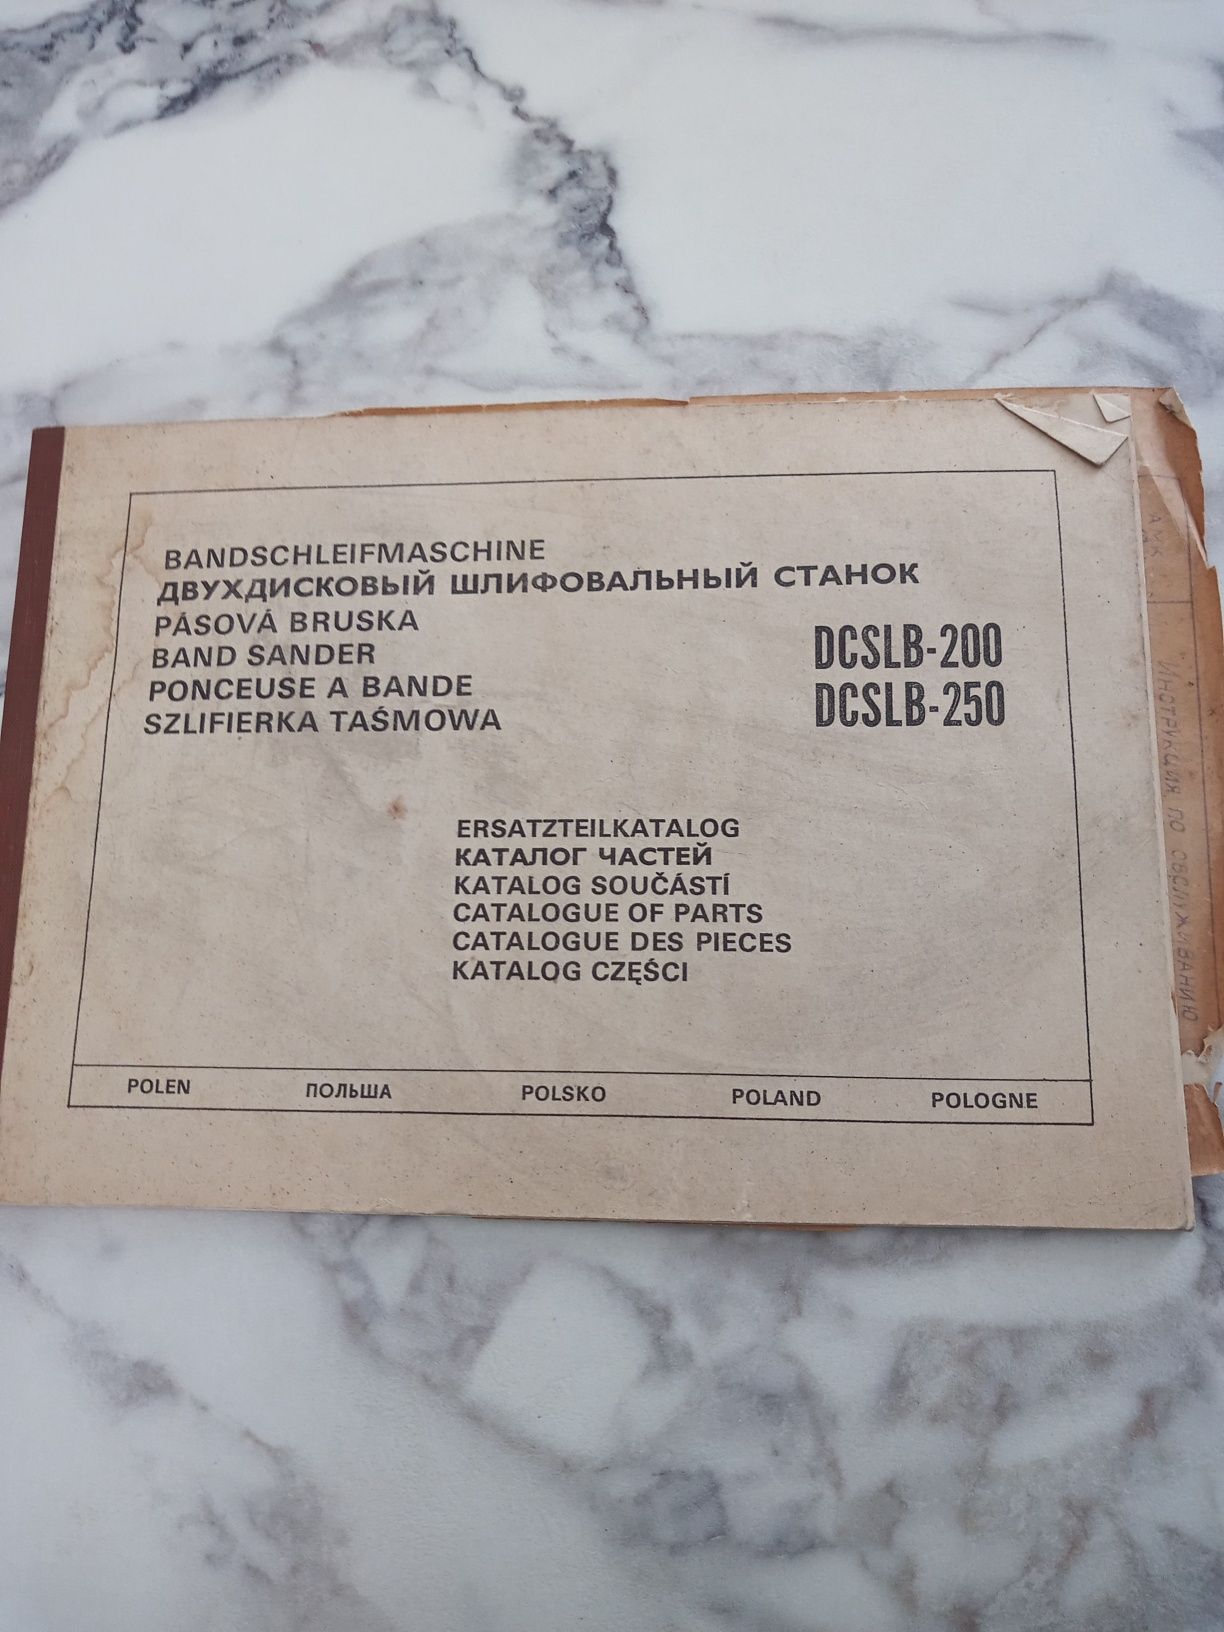 BANDSCHLEIFMASCHINE
ДВУХДИСКОВЫЙ ШЛИФОВАЛЬНЫЙ СТАНОК
PÁSOVÁ BRUSKA
BAND SANDER
PONCEUSE A BANDE
SZLIFIERKA TAŚMOWA
DCSLB-200
DCSLB-250
ERSATZTEILKATALOG
КАТАЛОГ ЧАСТЕЙ
KATALOG SOUČÁSTÍ
CATALOGUE OF PARTS
CATALOGUE DES PIECES
KATALOG CZĘŚCI
POLEN ПОЛЬША POLSKO POLAND POLOGNE
Инструкция по обслуживанию